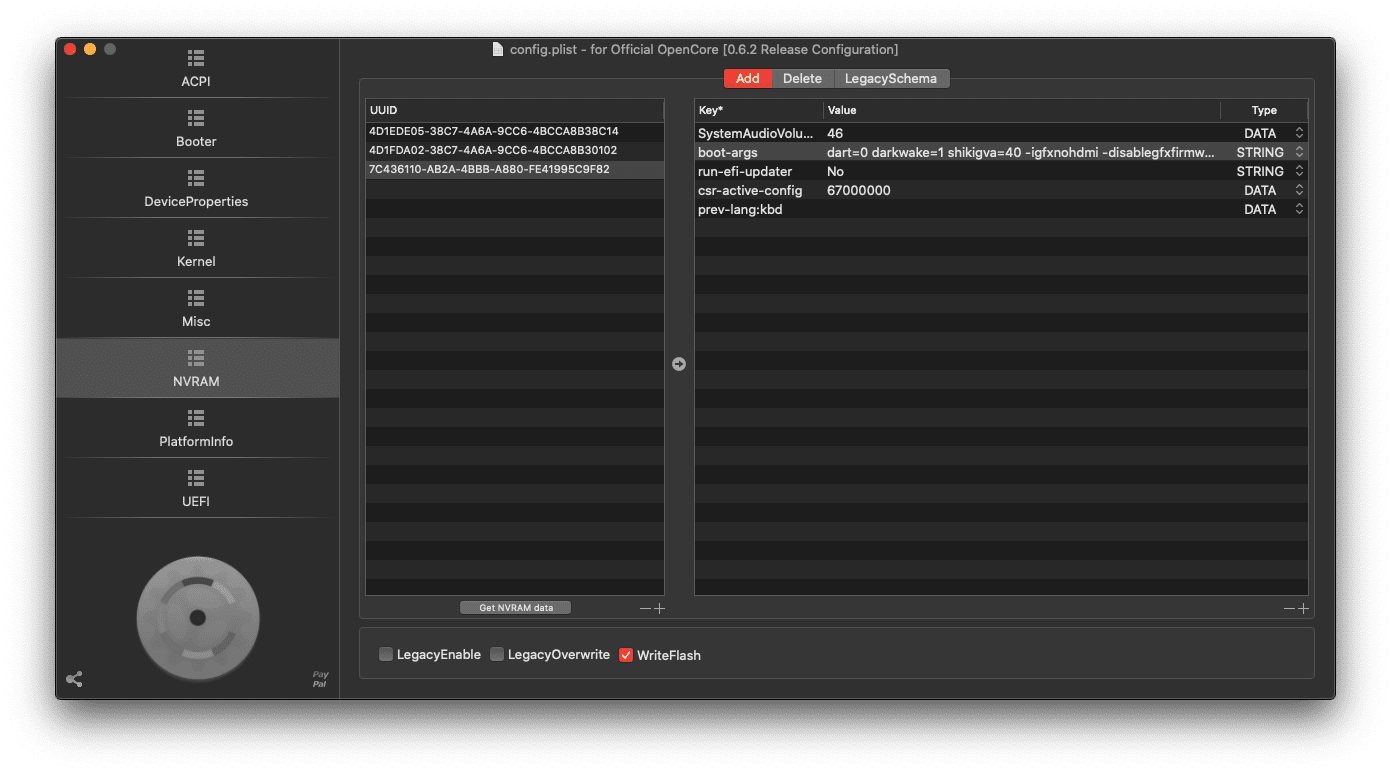 config.plist - for Official OpenCore [0.6.2 Release Configuration]
ACPI
Booter
DeviceProperties
Kernel
Misc
NVRAM
PlatformInfo
UEFI
Pay
Pal
Add Delete LegacySchema
UUID
4D1EDE05-38C7-4A6A-9CC6-4BCCA8B38C14
4D1FDA02-38C7-4A6A-9CC6-4BCCA8B30102
7C436110-AB2A-4BBB-A880-FE41995C9F82
Get NVRAM data
Key* Value Type
SystemAudioVolu... 46 DATA
boot-args dart=0 darkwake=1 shikigva=40 -igfxnohdmi -disablegfxfirmw... STRING
run-efi-updater No STRING
csr-active-config 67000000 DATA
prev-lang:kbd DATA
LegacyEnable LegacyOverwrite WriteFlash